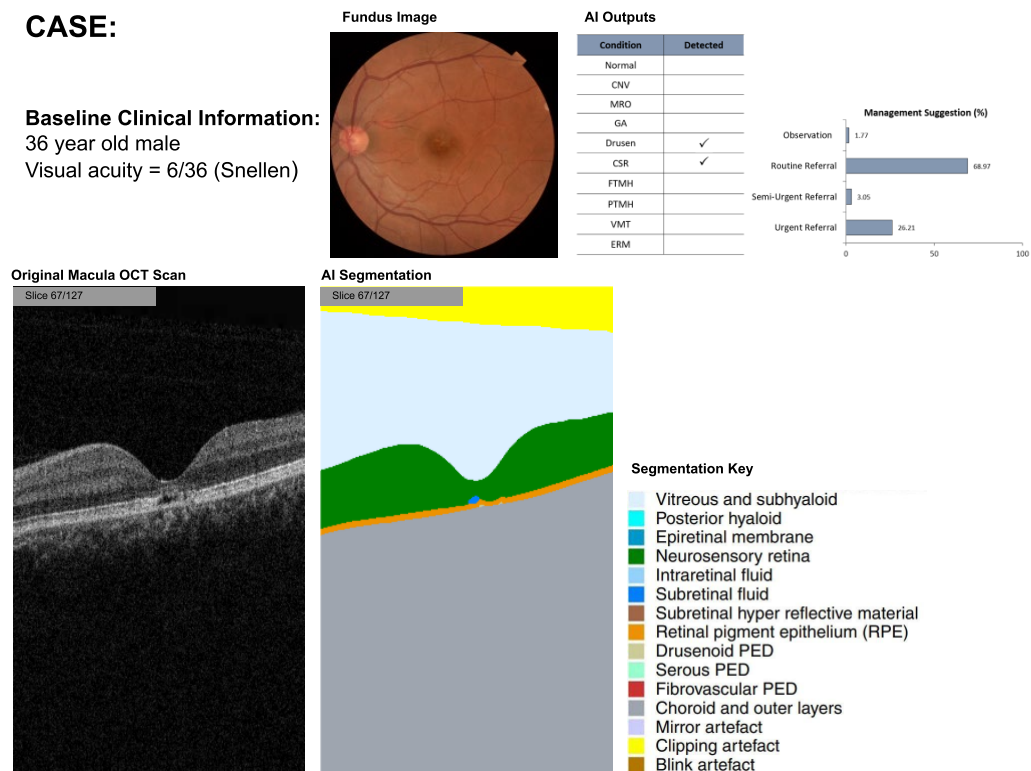 CASE:
Baseline Clinical Information:
36 year old male
Visual acuity = 6/36 (Snellen)
Fundus Image
AI Outputs
Condition Detected
Normal
CNV
MRO
GA
Drusen ✓
CSR ✓
FTMH
PTMH
VMT
ERM
Management Suggestion (%)
Observation 1.77
Routine Referral 68.97
Semi-Urgent Referral 3.05
Urgent Referral 26.21
0 50 100
Original Macula OCT Scan
Slice 67/127
AI Segmentation
Slice 67/127
Segmentation Key
Vitreous and subhyaloid
Posterior hyaloid
Epiretinal membrane
Neurosensory retina
Intraretinal fluid
Subretinal fluid
Subretinal hyper reflective material
Retinal pigment epithelium (RPE)
Drusenoid PED
Serous PED
Fibrovascular PED
Choroid and outer layers
Mirror artefact
Clipping artefact
Blink artefact